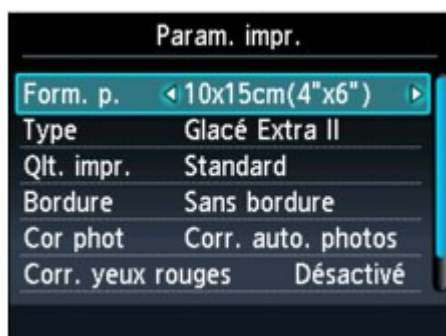 Param. impr.
Form. p. 10x15cm(4"x6")
Type Glacé Extra II
Qlt. impr. Standard
Bordure Sans bordure
Cor phot Corr. auto. photos
Corr. yeux rouges Désactivé